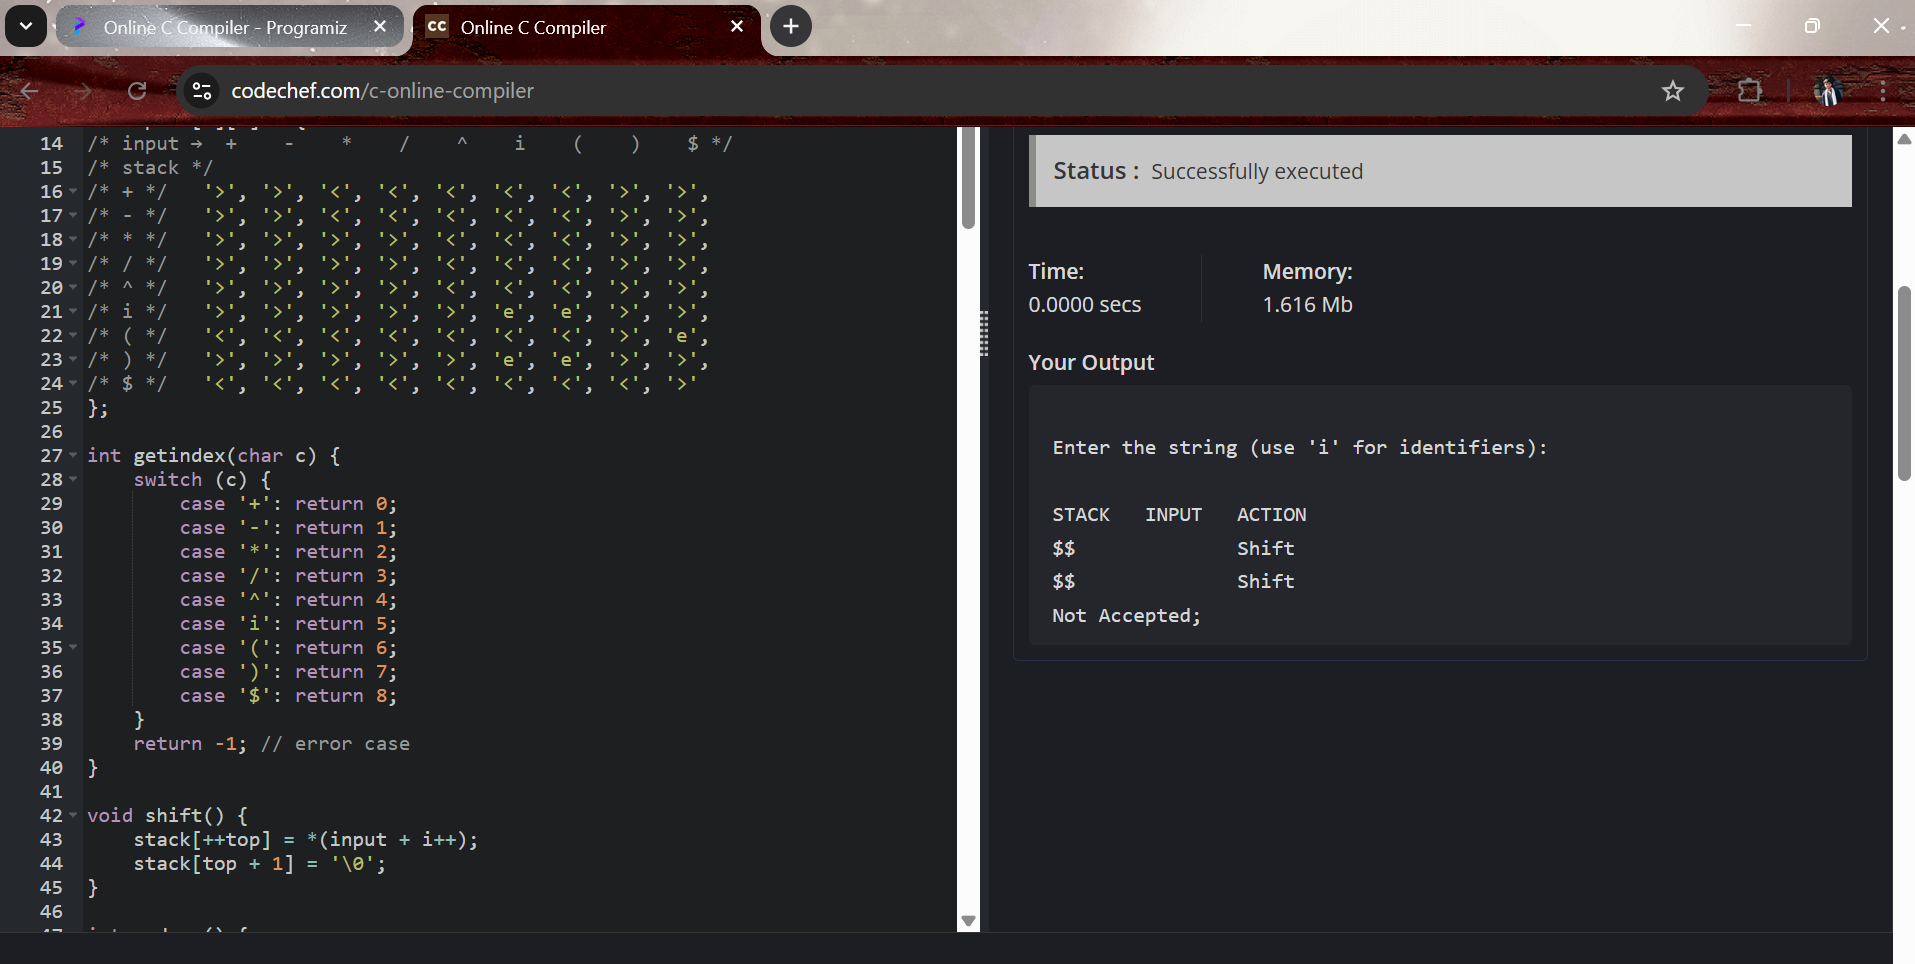 Online C Compiler - Programiz
CC Online C Compiler
codechef.com/c-online-compiler
14 /* input → + - * / ^ i ( ) $ */
15 /* stack */
16 /* + */ '>', '>', '<', '<', '<', '<', '<', '>', '>',
17 /* - */ '>', '>', '<', '<', '<', '<', '<', '>', '>',
18 /* * */ '>', '>', '>', '>', '<', '<', '<', '>', '>',
19 /* / */ '>', '>', '>', '>', '<', '<', '<', '>', '>',
20 /* ^ */ '>', '>', '>', '>', '<', '<', '<', '>', '>',
21 /* i */ '>', '>', '>', '>', '>', 'e', 'e', '>', '>',
22 /* ( */ '<', '<', '<', '<', '<', '<', '<', '>', 'e',
23 /* ) */ '>', '>', '>', '>', '>', 'e', 'e', '>', '>',
24 /* $ */ '<', '<', '<', '<', '<', '<', '<', '<', '>'
25 };
26
27 int getindex(char c) {
28 switch (c) {
29 case '+': return 0;
30 case '-': return 1;
31 case '*': return 2;
32 case '/': return 3;
33 case '^': return 4;
34 case 'i': return 5;
35 case '(': return 6;
36 case ')': return 7;
37 case '$': return 8;
38 }
39 return -1; // error case
40 }
41
42 void shift() {
43 stack[++top] = *(input + i++);
44 stack[top + 1] = '\0';
45 }
46
Status : Successfully executed
Time:
0.0000 secs
Memory:
1.616 Mb
Your Output
Enter the string (use 'i' for identifiers):
STACK INPUT ACTION
$$ Shift
$$ Shift
Not Accepted;